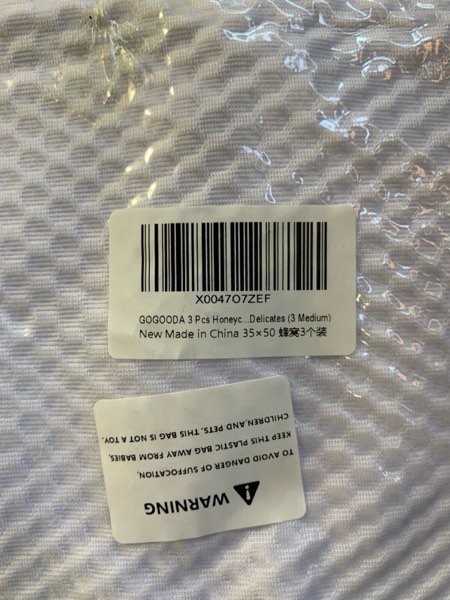 X0047O7ZEF
GOGOODA 3 Pcs Honeyc...Delicates (3 Medium)
New Made in China 35×50 蜂窝3个装
WARNING
TO AVOID DANGER OF SUFFOCATION,
KEEP THIS PLASTIC BAG AWAY FROM BABIES,
CHILDREN,AND PETS. THIS BAG IS NOT A TOY.